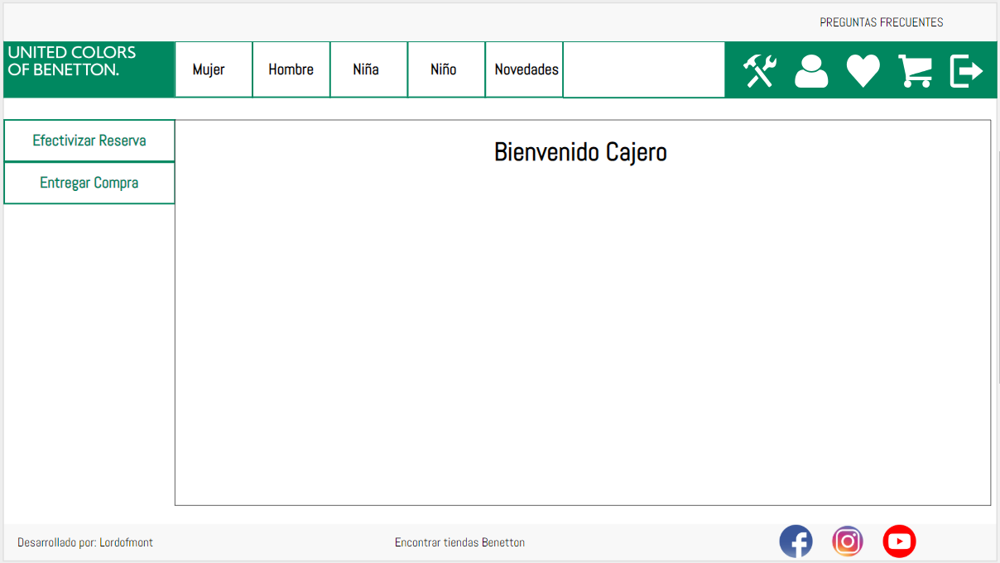 PREGUNTAS FRECUENTES
UNITED COLORS
OF BENETTON.
Mujer
Hombre
Niña
Niño
Novedades
Efectivizar Reserva
Entregar Compra
Bienvenido Cajero
Desarrollado por: Lordofmont
Encontrar tiendas Benetton